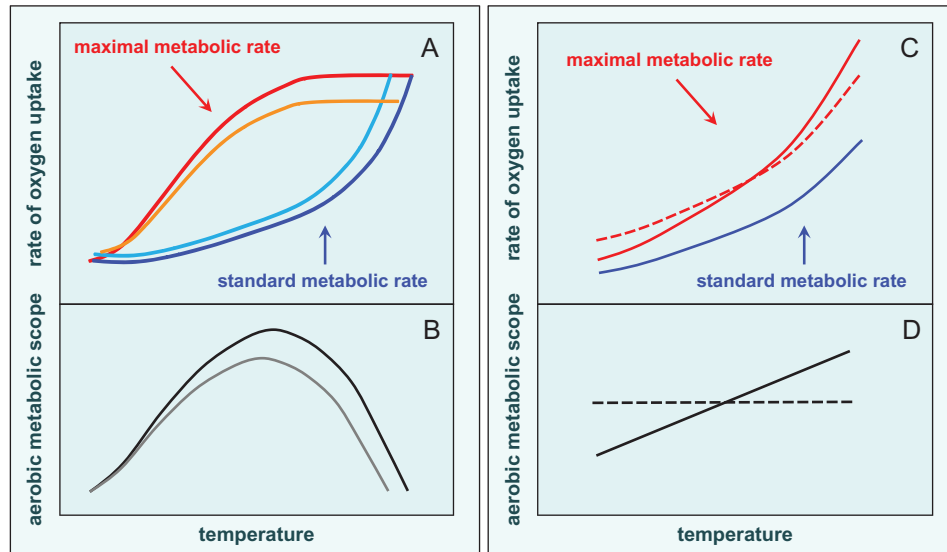 maximal metabolic rate
A
rate of oxygen uptake
standard metabolic rate
B
aerobic metabolic scope
temperature
C
maximal metabolic rate
rate of oxygen uptake
standard metabolic rate
D
aerobic metabolic scope
temperature